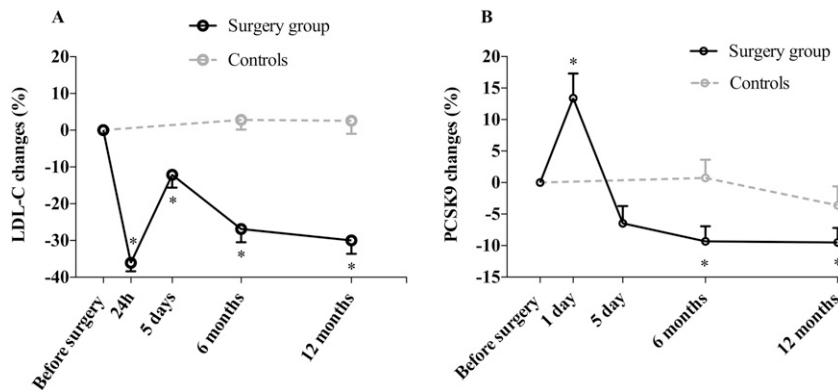 A
Surgery group
Controls
LDL-C changes (%)
20
10
0
-10
-20
-30
-40
*
*
*
*
Before surgery
24h
5 days
6 months
12 months
B
Surgery group
Controls
PCSK9 changes (%)
20
15
10
5
0
-5
-10
-15
*
*
*
Before surgery
1 day
5 day
6 months
12 months